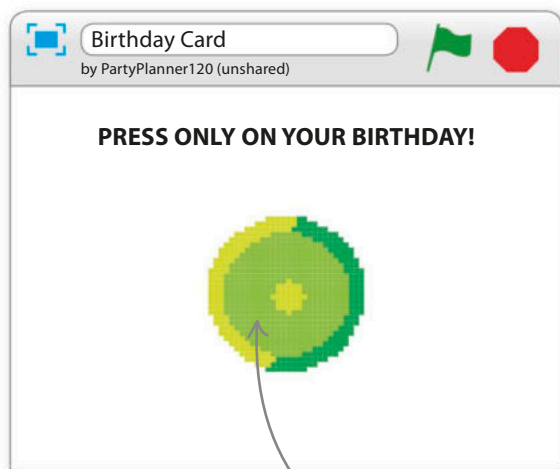 Birthday Card
by PartyPlanner120 (unshared)
PRESS ONLY ON YOUR BIRTHDAY!